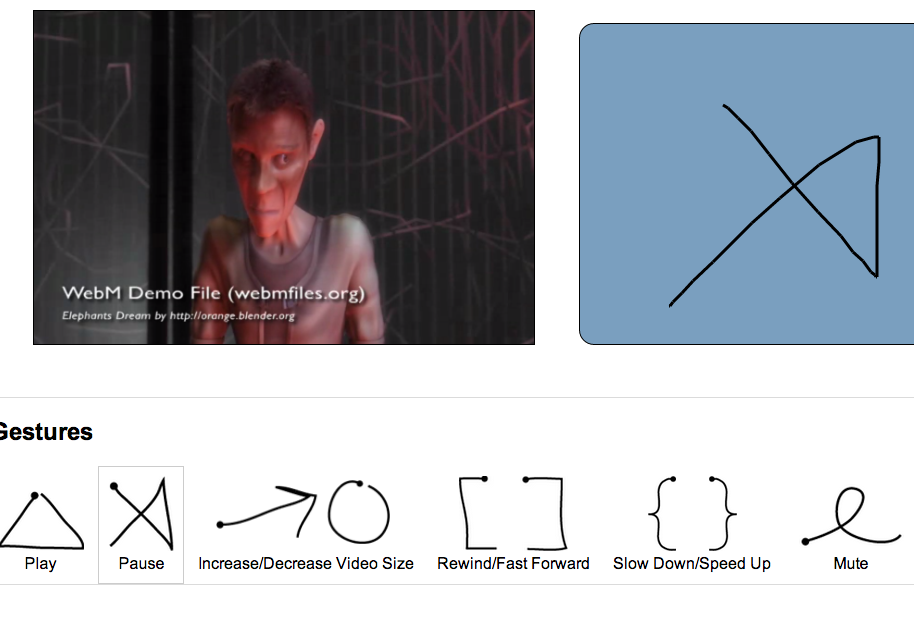 WebM Demo File (webmfiles.org)
Elephants Dream by http://orange.blender.org
Gestures
Play
Pause
Increase/Decrease Video Size
Rewind/Fast Forward
Slow Down/Speed Up
Mute